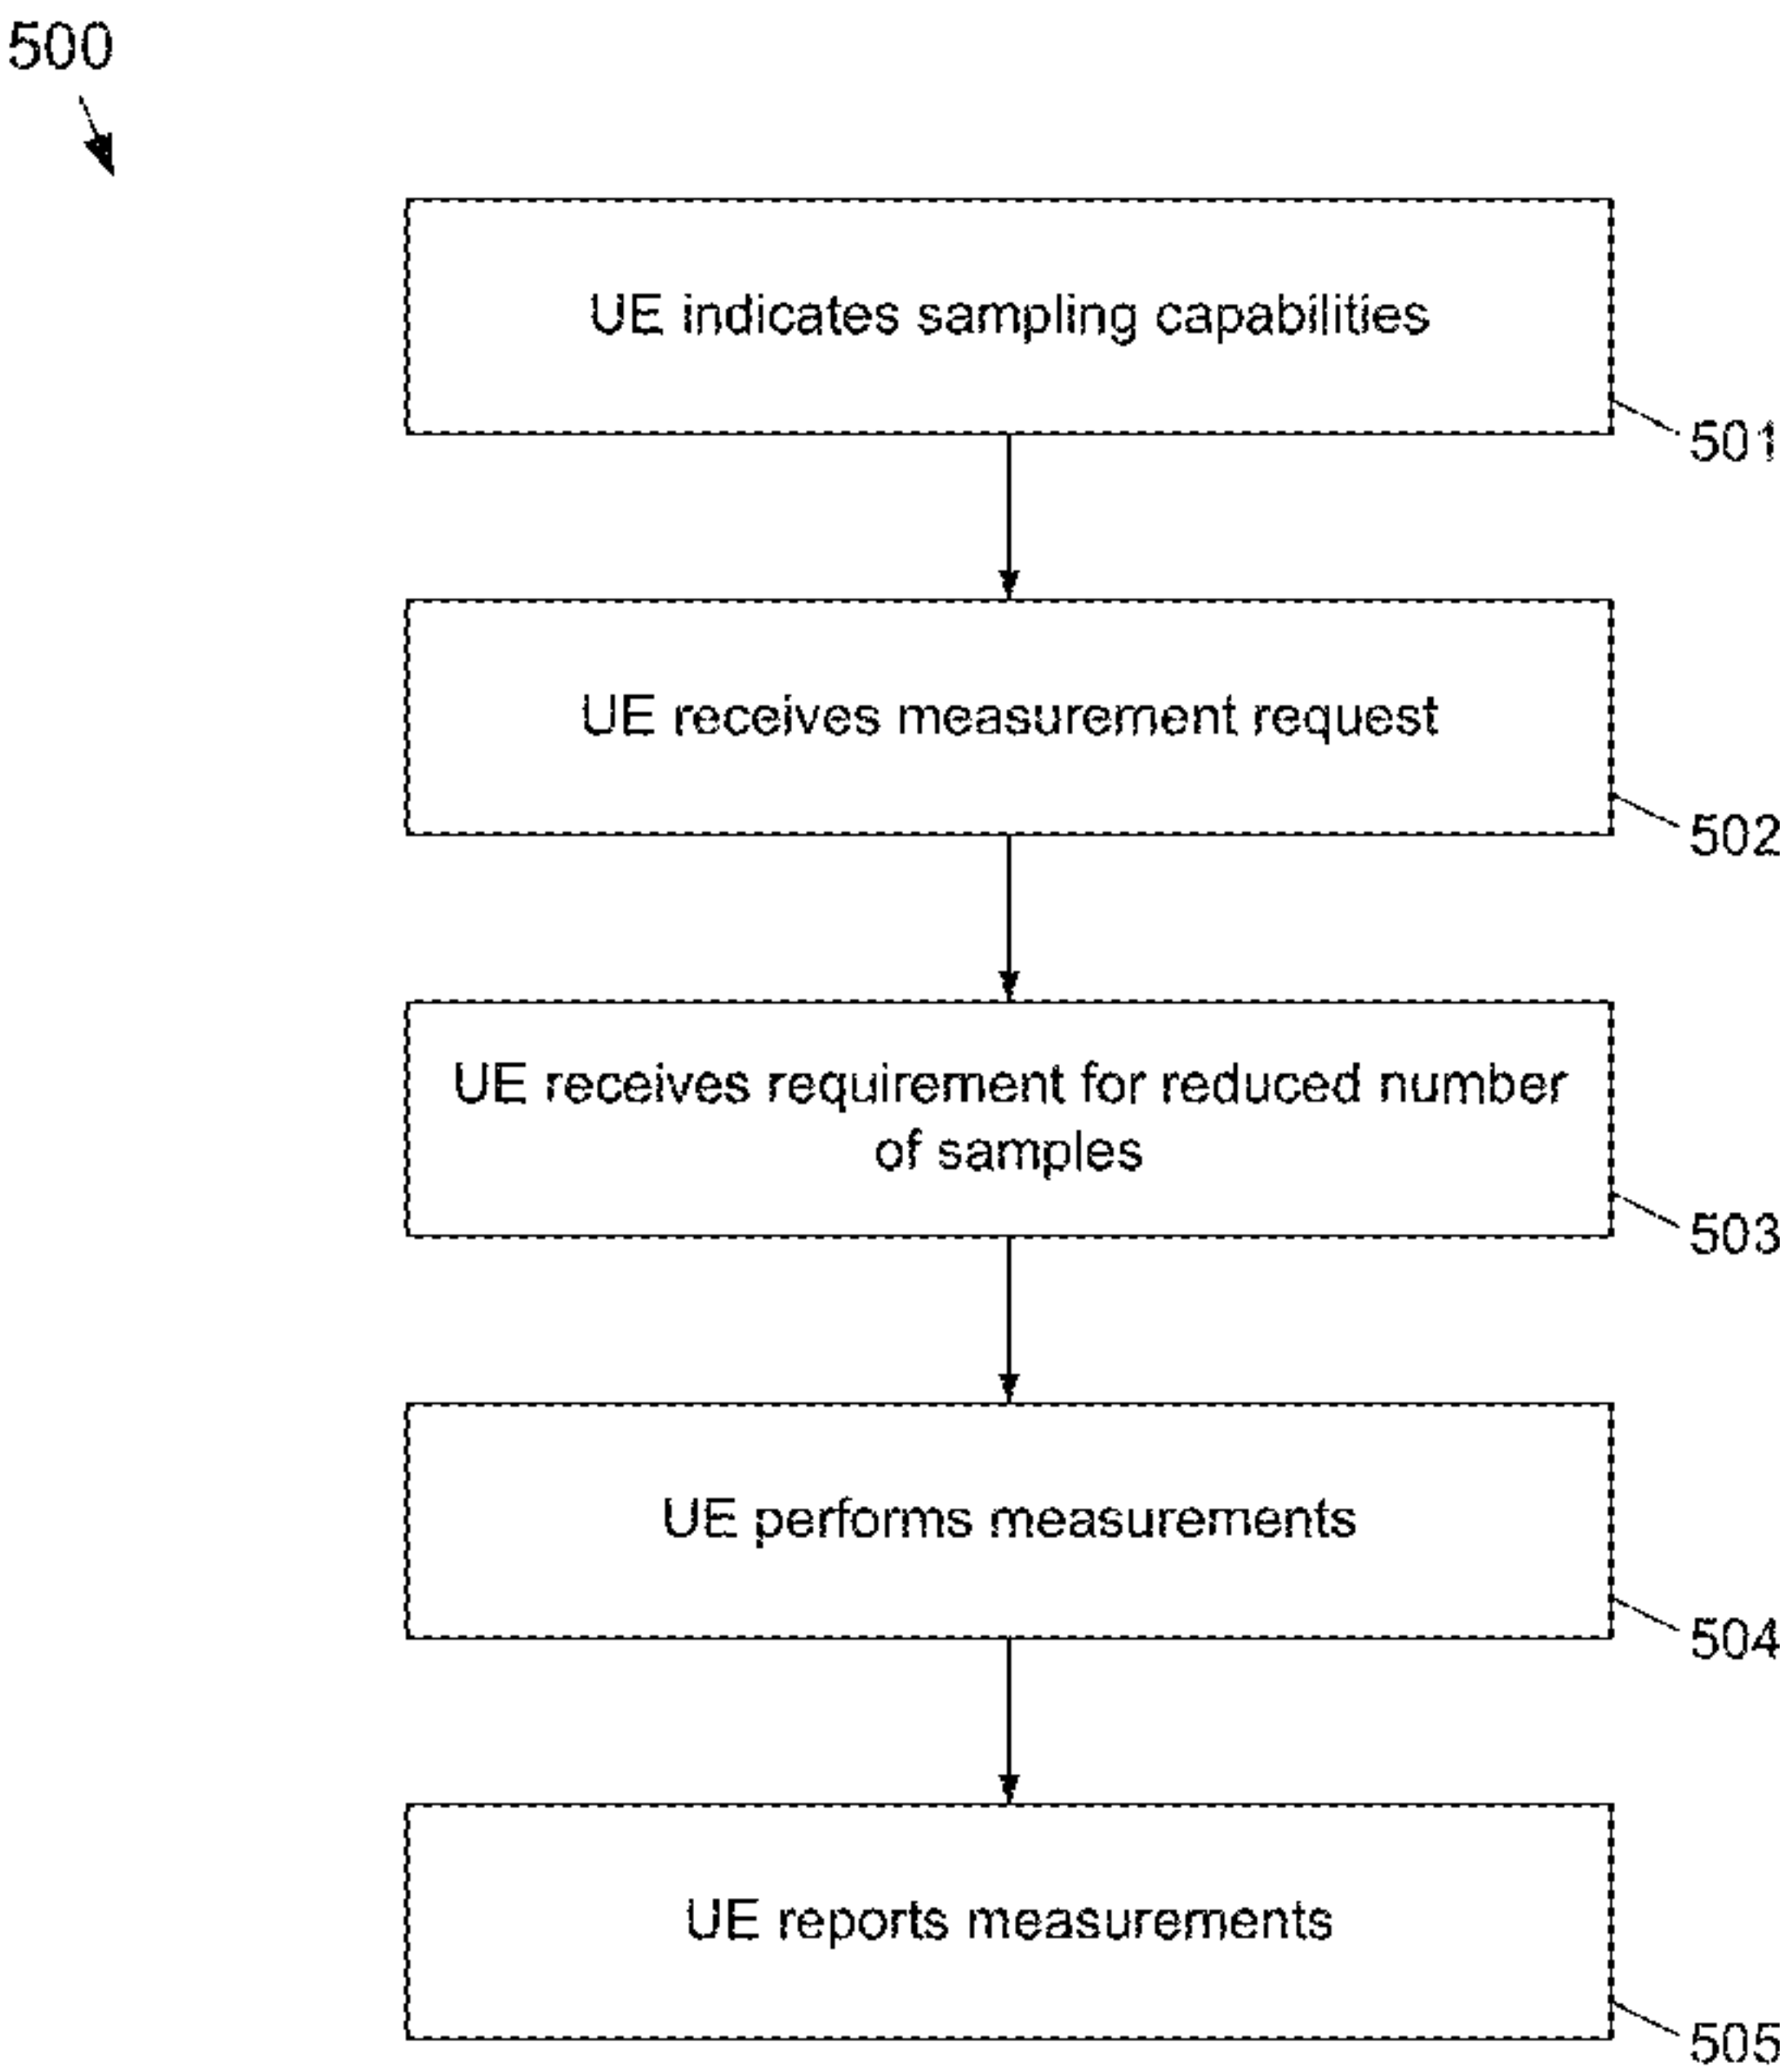 500
UE indicates sampling capabilities
501
UE receives measurement request
502
UE receives requirement for reduced number
of samples
503
UE performs measurements
504
UE reports measurements
505